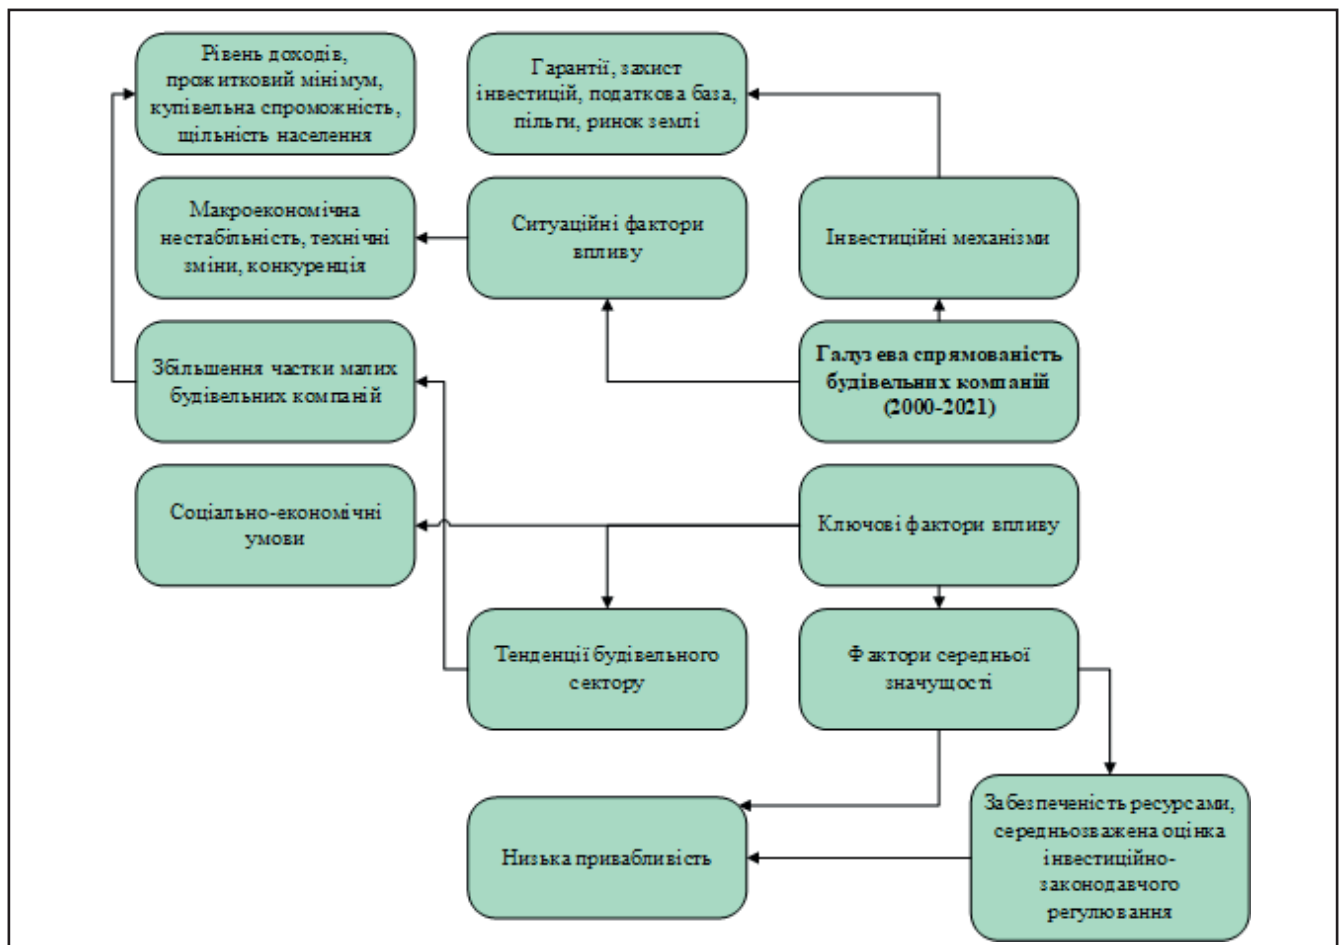 Рівень доходів,
прожитковий мінімум,
купівельна спроможність,
щільність населення
Гарантії, захист
інвестицій, податкова база,
пільги, ринок землі
Макроекономічна
нестабільність, технічні
зміни, конкуренція
Ситуаційні фактори
впливу
Інвестиційні механізми
Збільшення частки малих
будівельних компаній
Галузева спрямованість
будівельних компаній
(2000-2021)
Соціально-економічні
умови
Ключові фактори впливу
Тенденції будівельного
сектору
Фактори середньої
значущості
Низька привабливість
Забезпеченість ресурсами,
середньозважена оцінка
інвестиційно-
законодавчого
регулювання